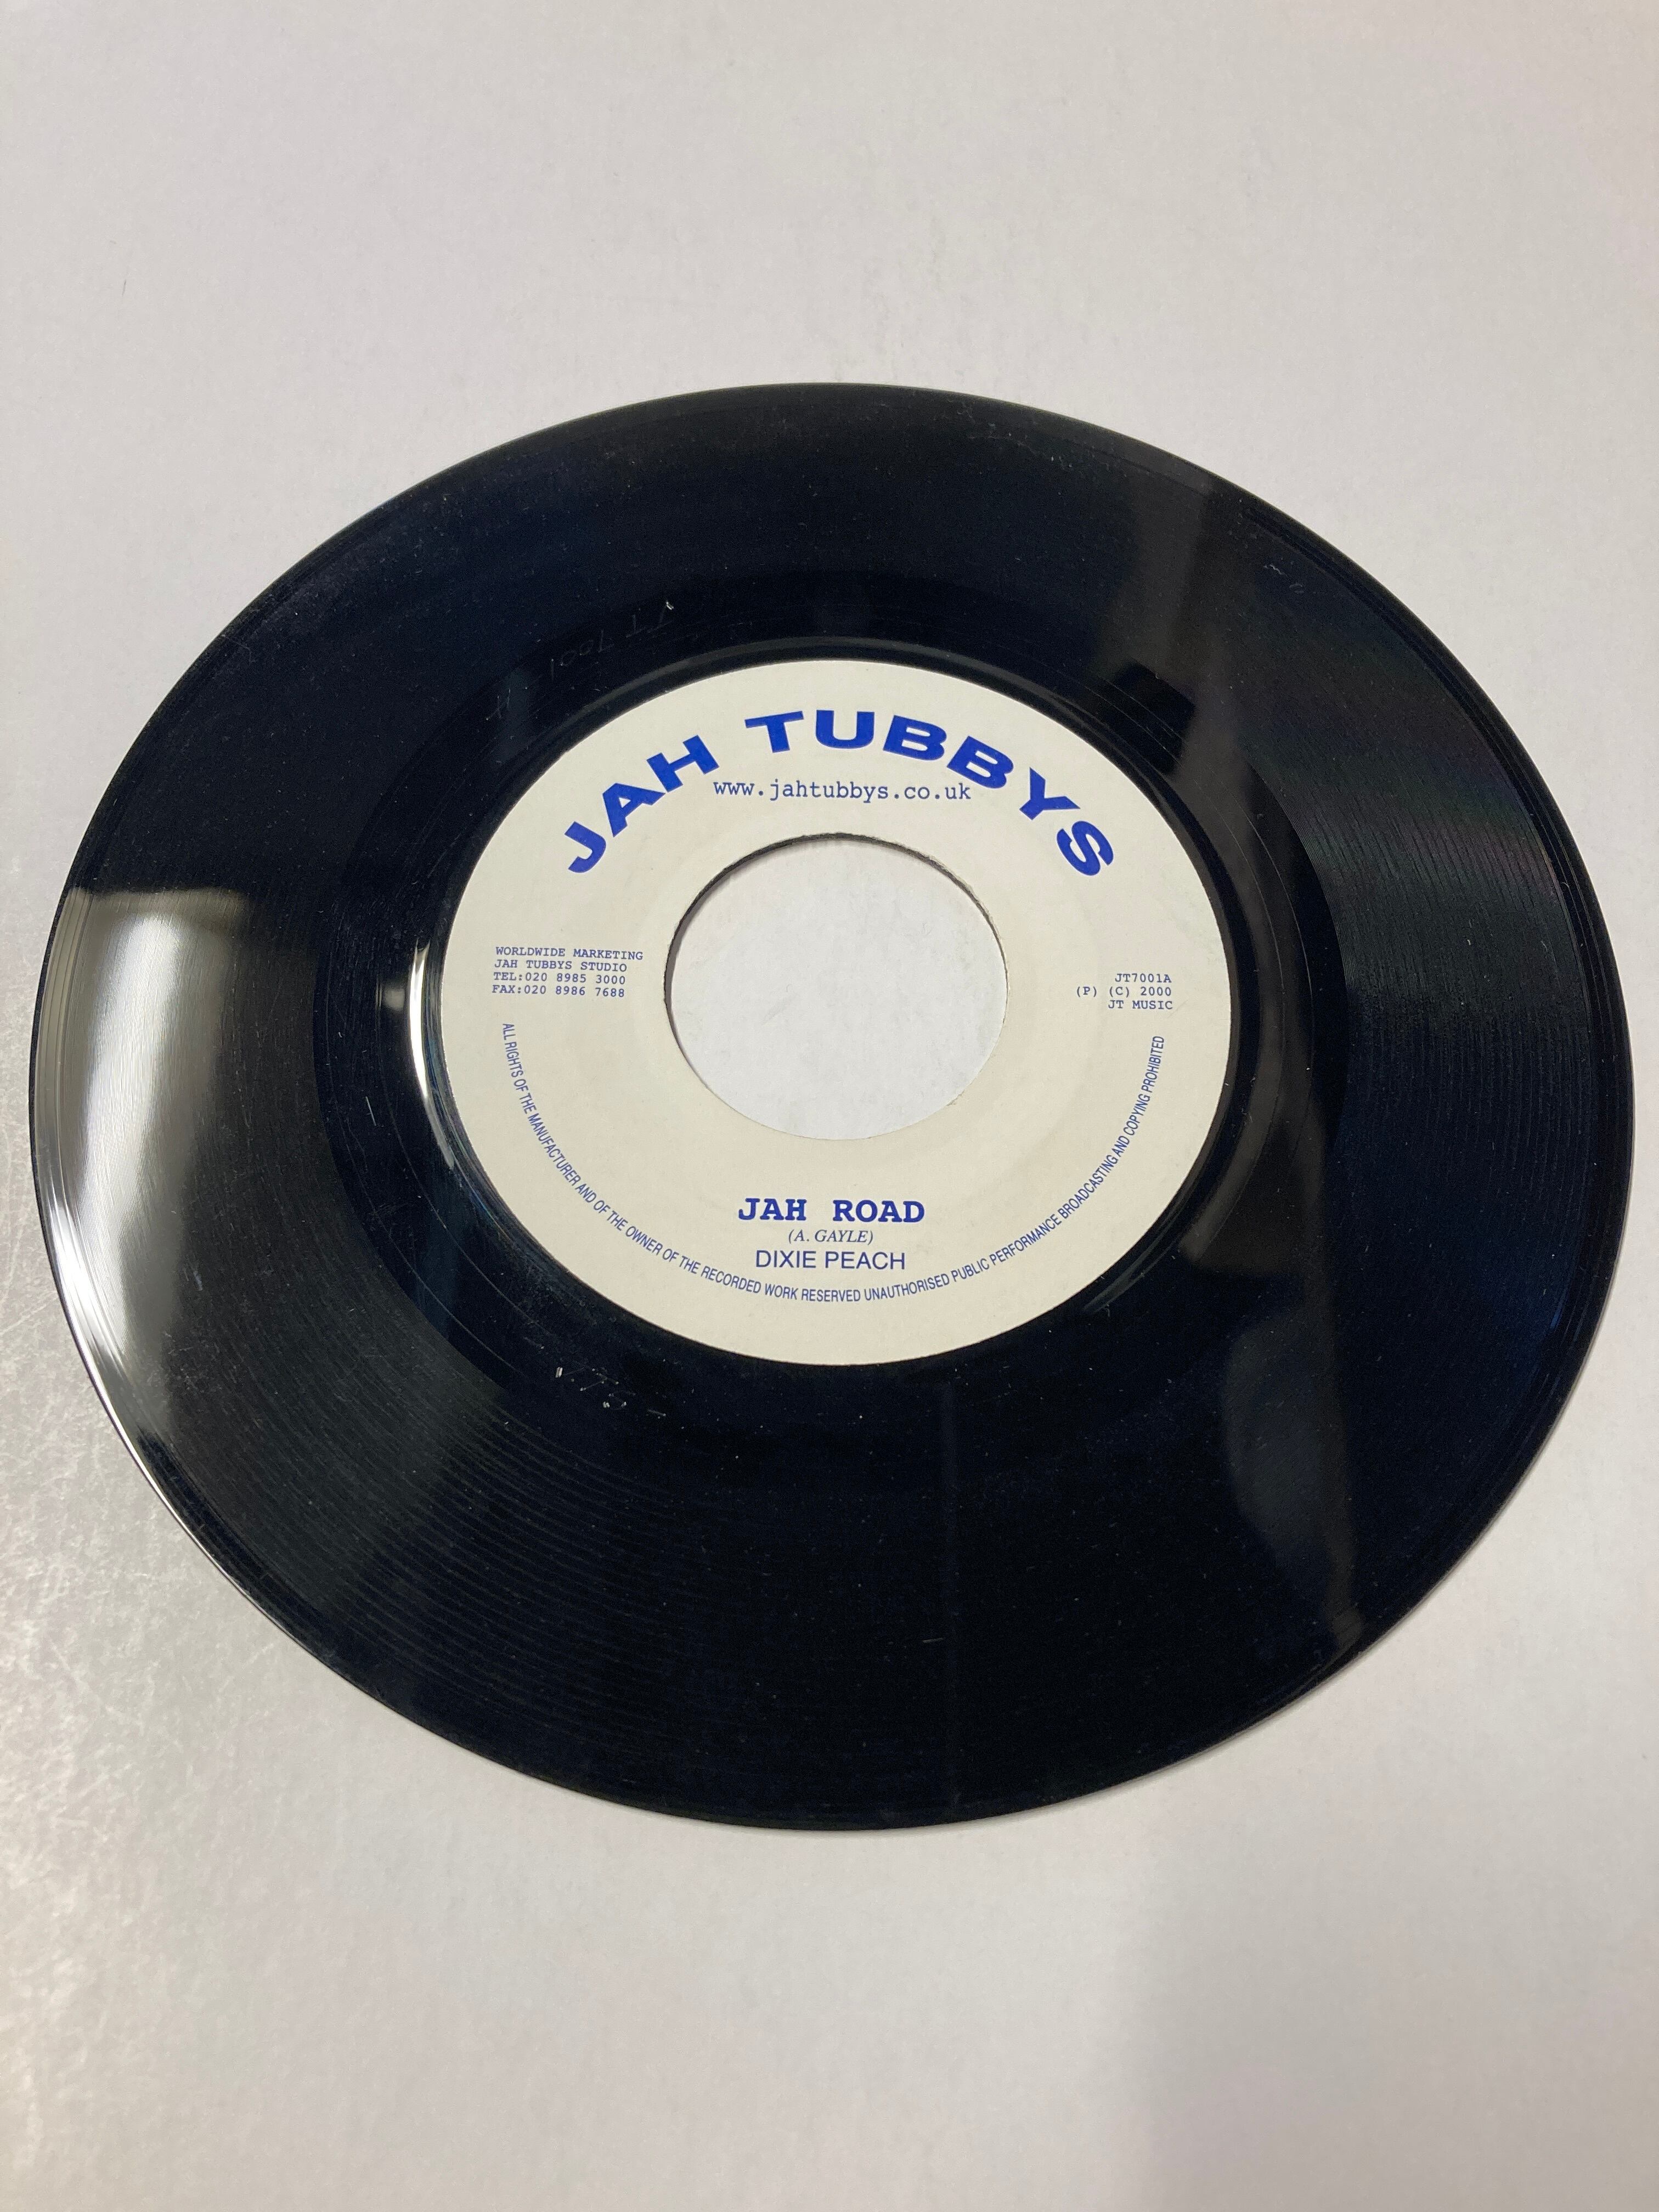 JAH TUBBYS
www.jahtubbys.co.uk
WORLDWIDE MARKETING
JAH TUBBYS STUDIO
TEL:020 8985 3000
FAX:020 8986 7688
JT7001A
(P) (C) 2000
JT MUSIC
JAH ROAD
(A. GAYLE)
DIXIE PEACH
ALL RIGHTS OF THE MANUFACTURER AND OF THE OWNER OF THE RECORDED WORK RESERVED UNAUTHORISED PUBLIC PERFORMANCE BROADCASTING AND COPYING PROHIBITED
JT 7001 A